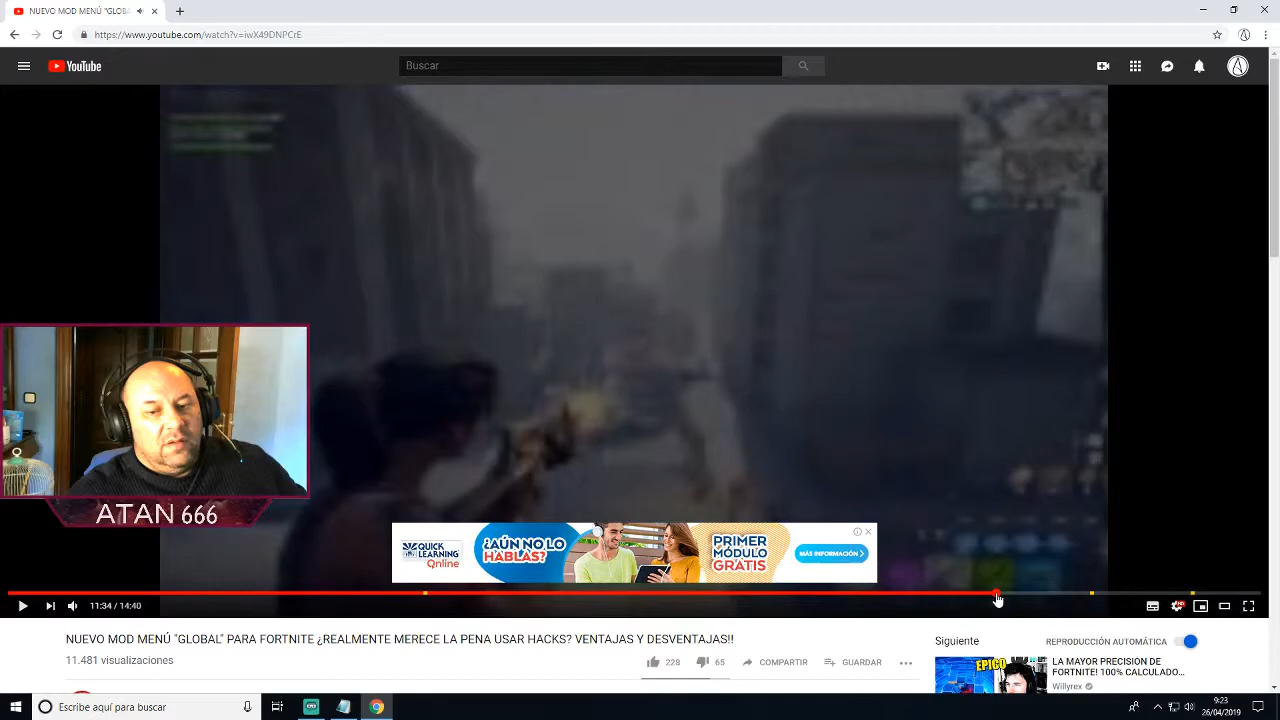 NUEVO MOD MENÚ "GLOBA
https://www.youtube.com/watch?v=iwX49DNPCrE
YouTube
Buscar
ATAN 666
QUICK LEARNING Online
¿AÚN NO LO HABLAS?
PRIMER MÓDULO GRATIS
MÁS INFORMACIÓN
11:34 / 14:40
HD
NUEVO MOD MENÚ "GLOBAL" PARA FORTNITE ¿REALMENTE MERECE LA PENA USAR HACKS? VENTAJAS Y DESVENTAJAS!!
11.481 visualizaciones
228
65
COMPARTIR
GUARDAR
Siguiente
REPRODUCCIÓN AUTOMÁTICA
EPICO
LA MAYOR PRECISION DE
FORTNITE! 100% CALCULADO...
Willyrex
Escribe aquí para buscar
9:23
26/04/2019